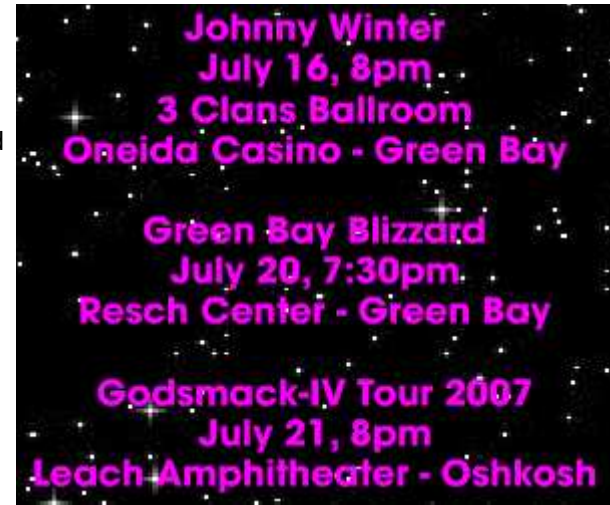 Johnny Winter
July 16, 8pm
3 Clans Ballroom
Oneida Casino - Green Bay
Green Bay Blizzard
July 20, 7:30pm
Resch Center - Green Bay
Godsmack-IV Tour 2007
July 21, 8pm
Leach Amphitheater - Oshkosh